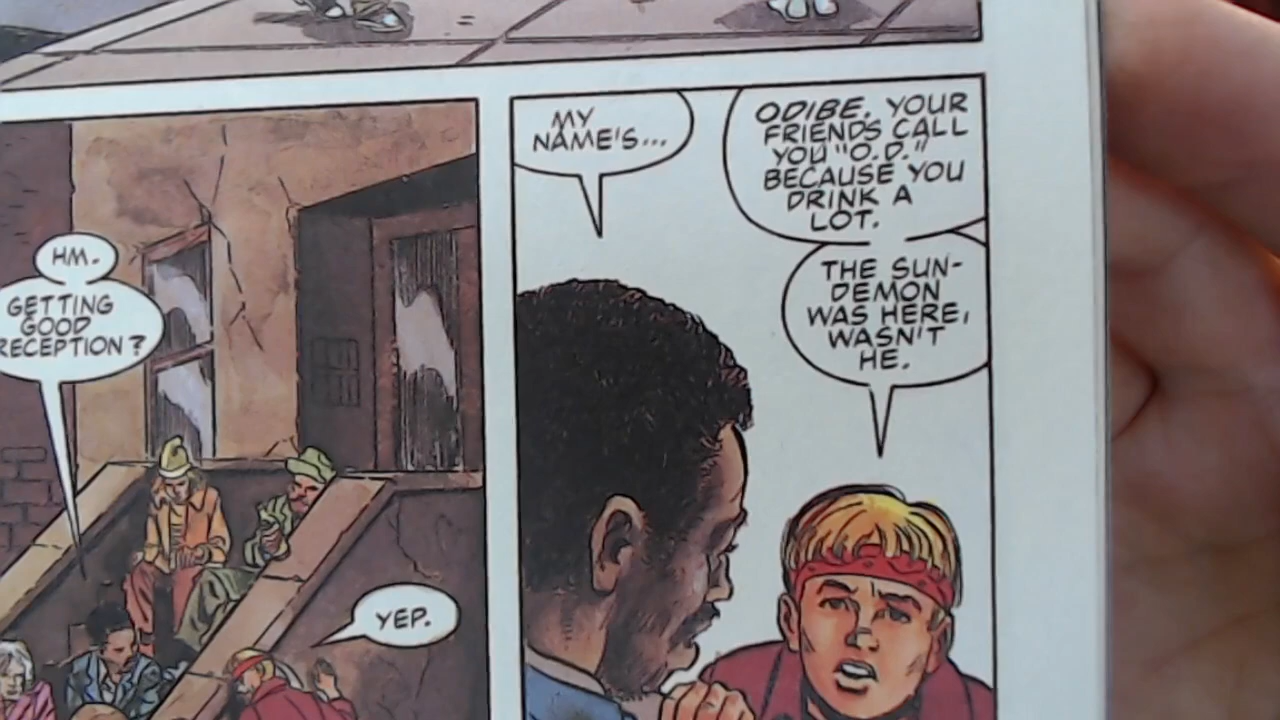 HM.
GETTING
GOOD
RECEPTION?
YEP.
MY
NAME'S...
ODIBE. YOUR
FRIENDS CALL
YOU "O.D."
BECAUSE YOU
DRINK A
LOT.
THE SUN-
DEMON
WAS HERE,
WASN'T
HE.